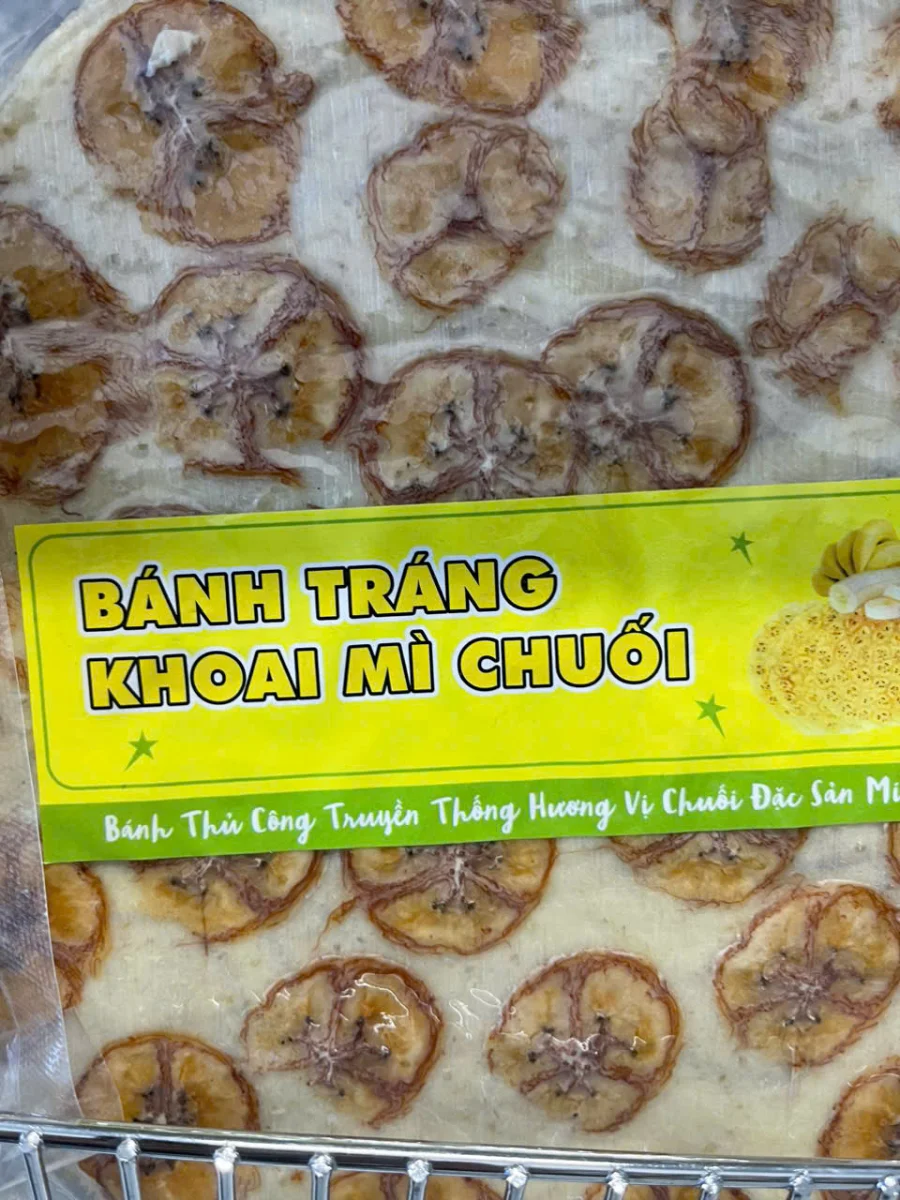 BÁNH TRÁNG
KHOAI MÌ CHUỐI
Bánh Thủ Công Truyền Thống Hương Vị Chuối Đặc Sản